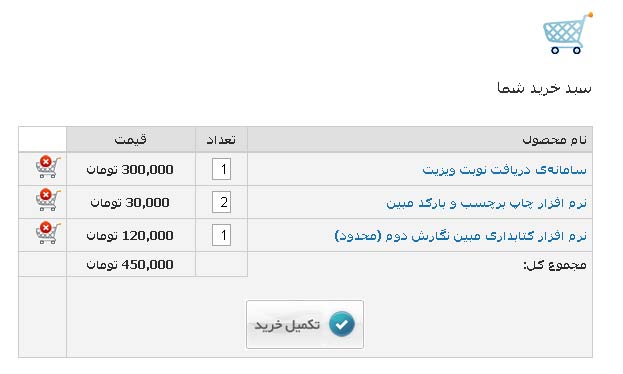 سبد خرید شما
نام محصول تعداد قیمت
سامانه‌ی دریافت نوبت ویزیت 1 300,000 تومان
نرم افزار چاپ برچسب و بارکد مبین 2 30,000 تومان
نرم افزار کتابداری مبین نگارش دوم (محدود) 1 120,000 تومان
مجموع کل: 450,000 تومان
تکمیل خرید